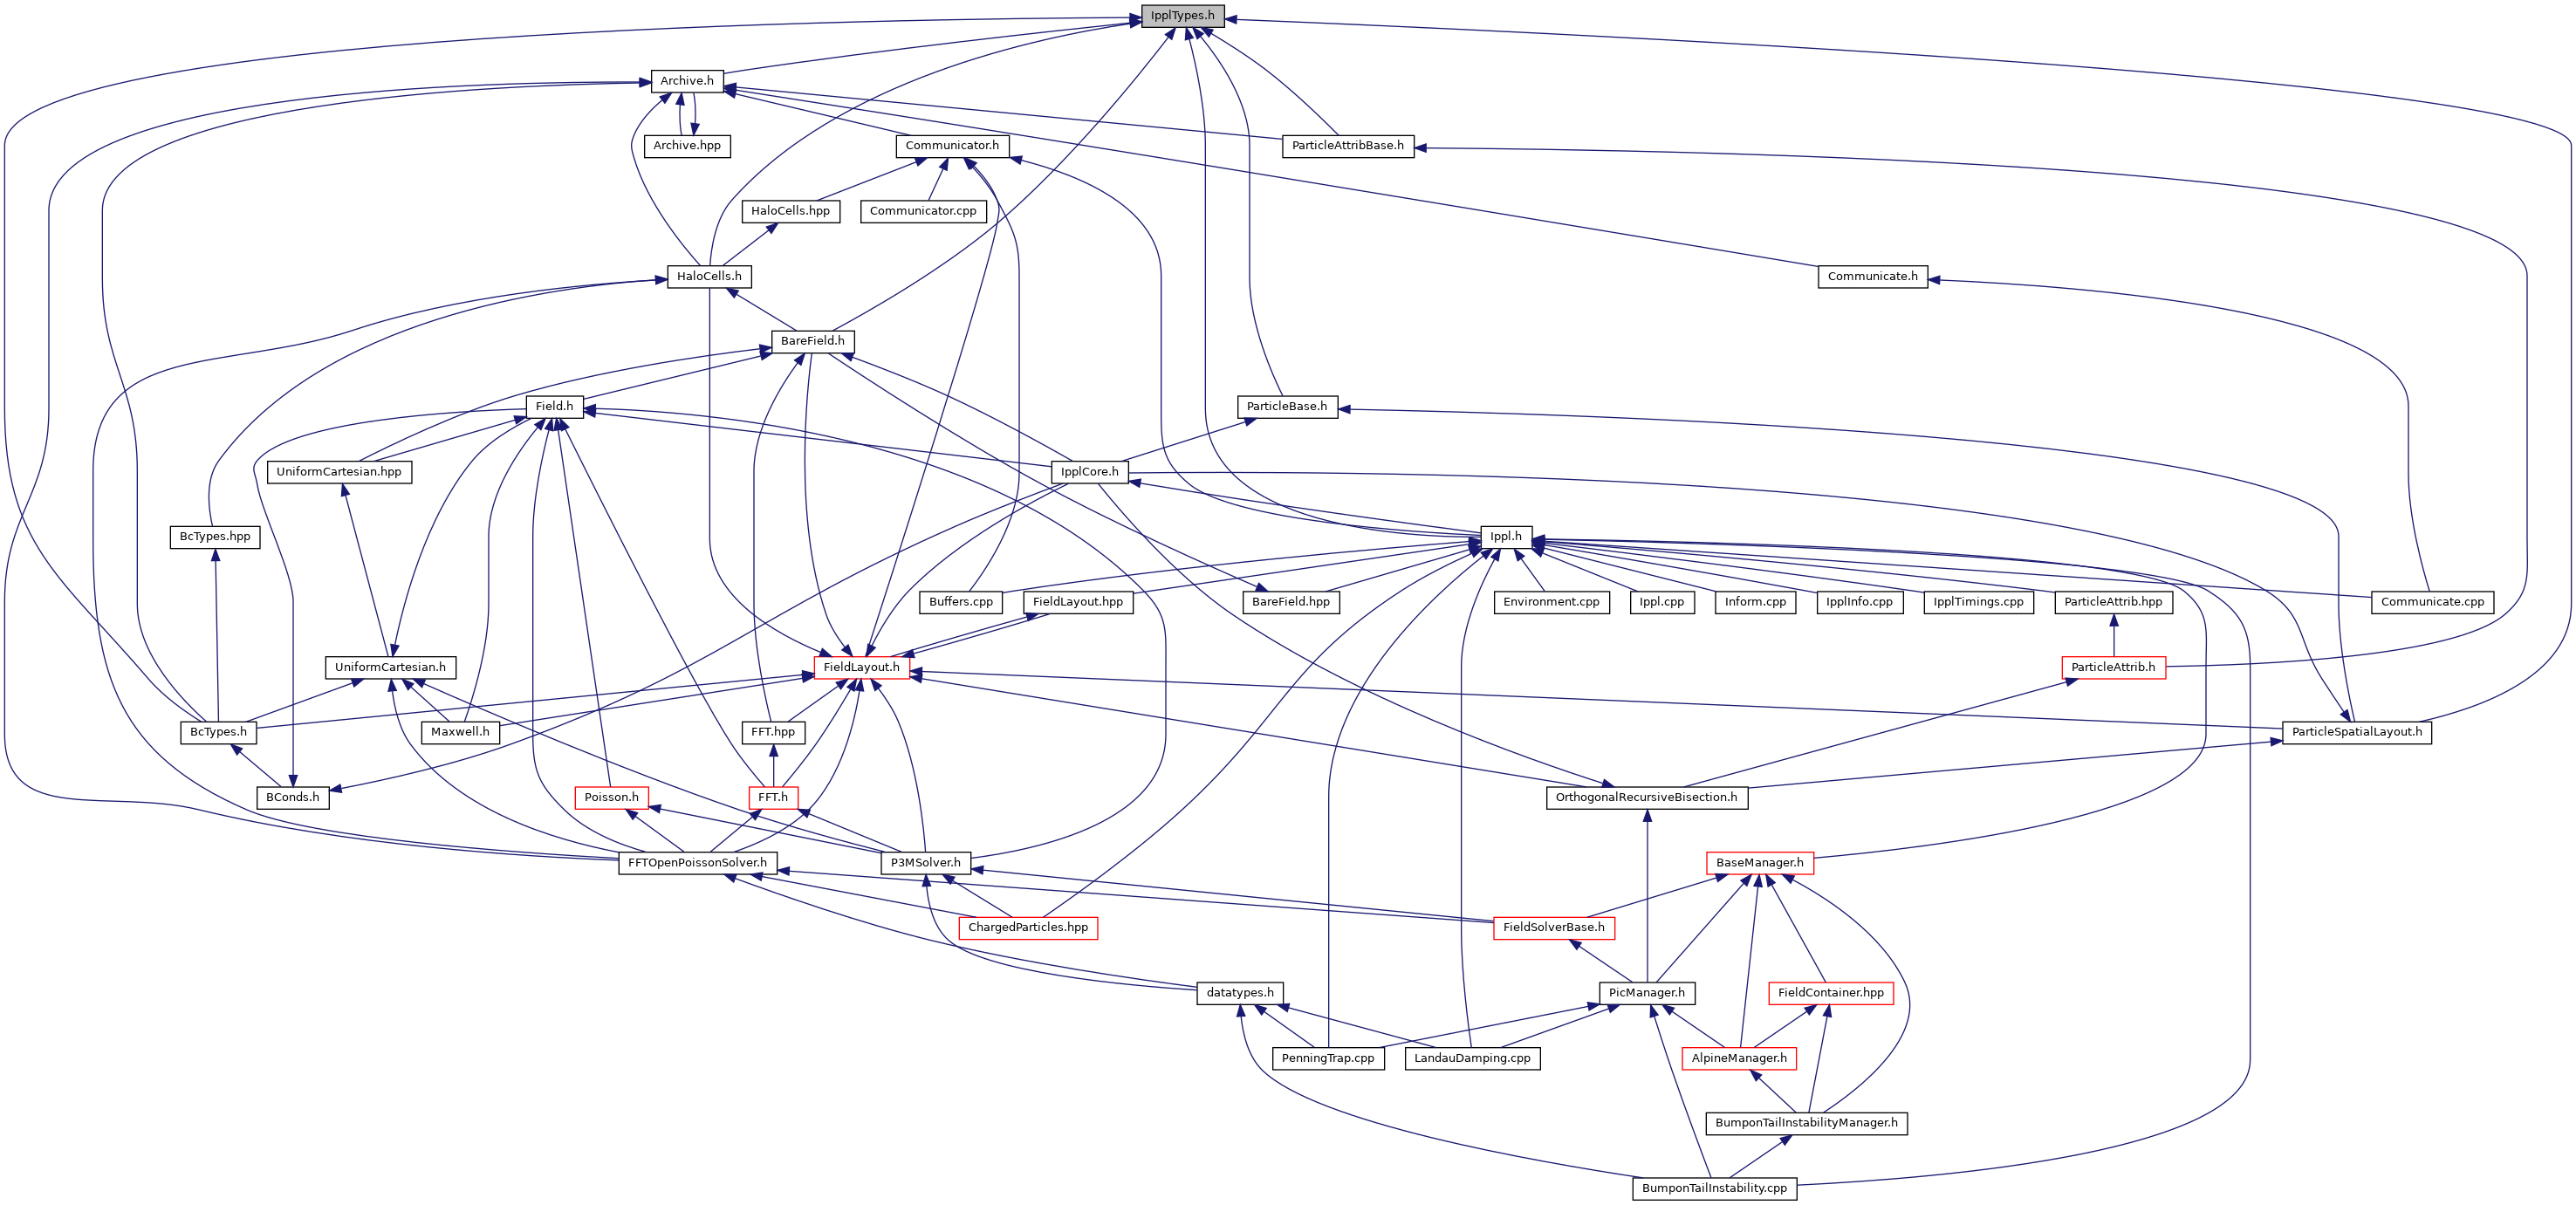 IpplTypes.h
Archive.h
Archive.hpp
Communicator.h
ParticleAttribBase.h
HaloCells.hpp
Communicator.cpp
HaloCells.h
Communicate.h
BareField.h
Field.h
ParticleBase.h
UniformCartesian.hpp
IpplCore.h
BcTypes.hpp
Ippl.h
Buffers.cpp
FieldLayout.hpp
BareField.hpp
Environment.cpp
Ippl.cpp
Inform.cpp
IpplInfo.cpp
IpplTimings.cpp
ParticleAttrib.hpp
Communicate.cpp
UniformCartesian.h
FieldLayout.h
ParticleAttrib.h
BcTypes.h
Maxwell.h
FFT.hpp
ParticleSpatialLayout.h
BConds.h
Poisson.h
FFT.h
OrthogonalRecursiveBisection.h
FFTOpenPoissonSolver.h
P3MSolver.h
BaseManager.h
ChargedParticles.hpp
FieldSolverBase.h
datatypes.h
PicManager.h
FieldContainer.hpp
PenningTrap.cpp
LandauDamping.cpp
AlpineManager.h
BumponTailInstabilityManager.h
BumponTailInstability.cpp